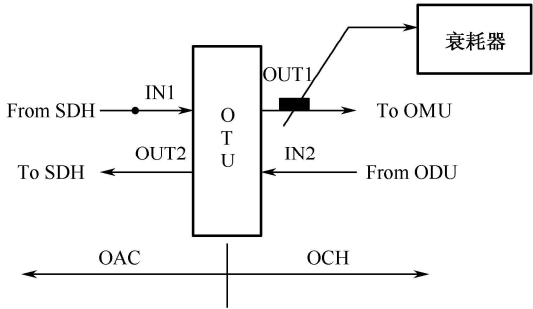 衰耗器
OUT1
IN1
From SDH
To OMU
O
T
U
OUT2
IN2
To SDH
From ODU
OAC
OCH